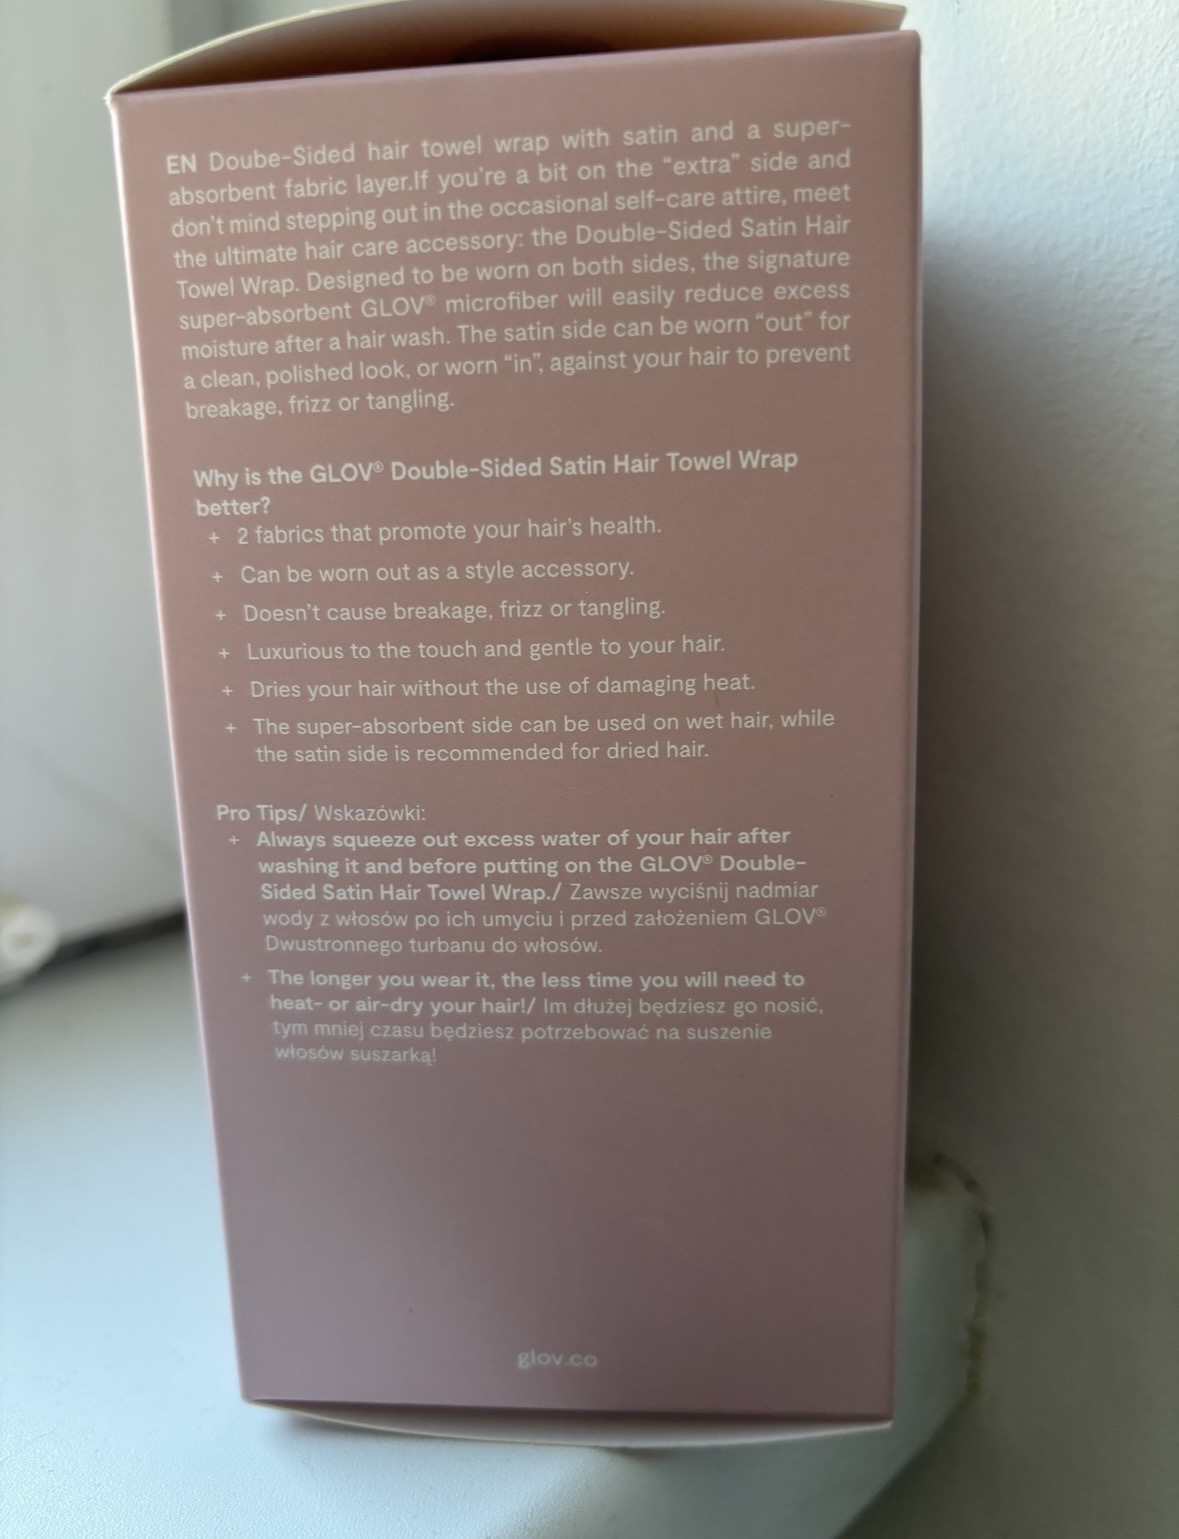 EN Doube-Sided hair towel wrap with satin and a super-
absorbent fabric layer.If you're a bit on the “extra” side and
don't mind stepping out in the occasional self-care attire, meet
the ultimate hair care accessory: the Double-Sided Satin Hair
Towel Wrap. Designed to be worn on both sides, the signature
super-absorbent GLOV® microfiber will easily reduce excess
moisture after a hair wash. The satin side can be worn “out” for
a clean, polished look, or worn “in”, against your hair to prevent
breakage, frizz or tangling.
Why is the GLOV® Double-Sided Satin Hair Towel Wrap
better?
+ 2 fabrics that promote your hair's health.
+ Can be worn out as a style accessory.
+ Doesn't cause breakage, frizz or tangling.
+ Luxurious to the touch and gentle to your hair.
+ Dries your hair without the use of damaging heat.
+ The super-absorbent side can be used on wet hair, while
the satin side is recommended for dried hair.
Pro Tips/ Wskazówki:
+ Always squeeze out excess water of your hair after
washing it and before putting on the GLOV® Double-
Sided Satin Hair Towel Wrap./ Zawsze wyciśnij nadmiar
wody z włosów po ich umyciu i przed założeniem GLOV®
Dwustronnego turbanu do włosów.
+ The longer you wear it, the less time you will need to
heat- or air-dry your hair!/ Im dłużej będziesz go nosić,
tym mniej czasu będziesz potrzebować na suszenie
włosów suszarką!
glov.co